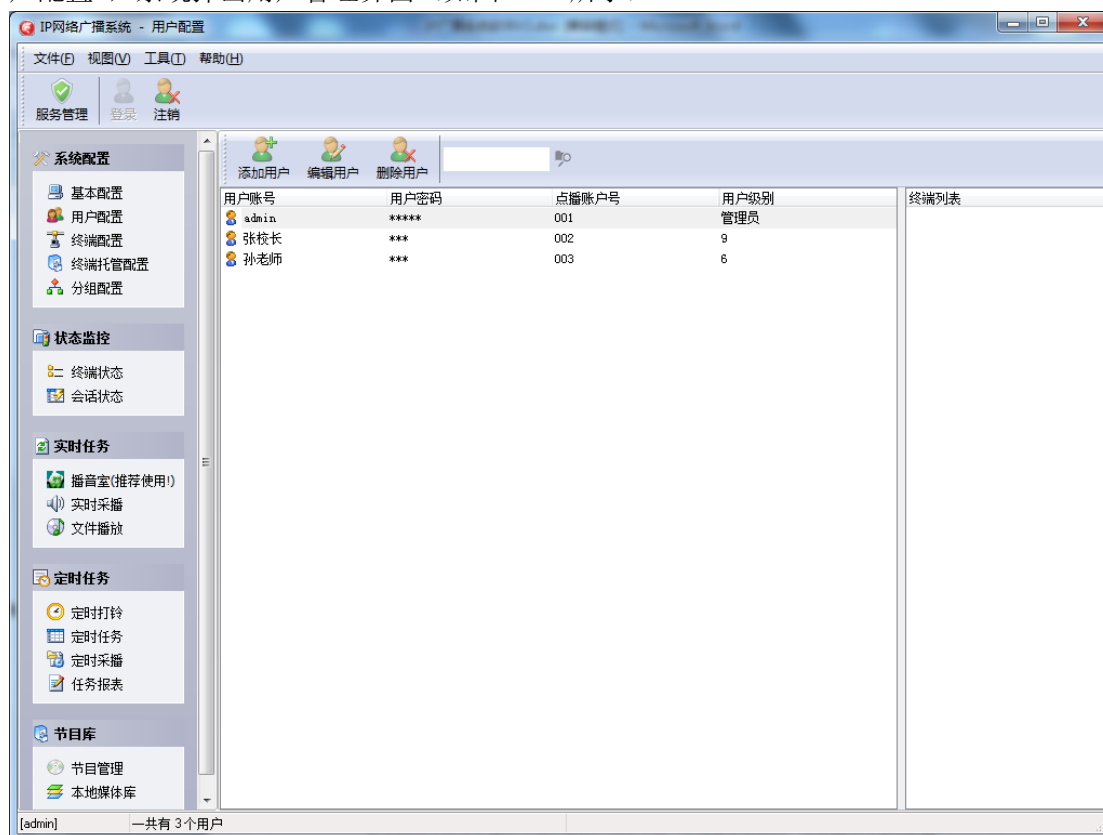 IP网络广播系统 - 用户配置
文件(F) 视图(V) 工具(T) 帮助(H)
服务管理 登录 注销
系统配置
基本配置
用户配置
终端配置
终端托管配置
分组配置
状态监控
终端状态
会话状态
实时任务
播音室(推荐使用!)
实时采播
文件播放
定时任务
定时打铃
定时任务
定时采播
任务报表
节目库
节目管理
本地媒体库
添加用户 编辑用户 删除用户
用户账号 用户密码 点播账户号 用户级别 终端列表
admin ***** 001 管理员
张校长 *** 002 9
孙老师 *** 003 6
[admin] 一共有 3个用户